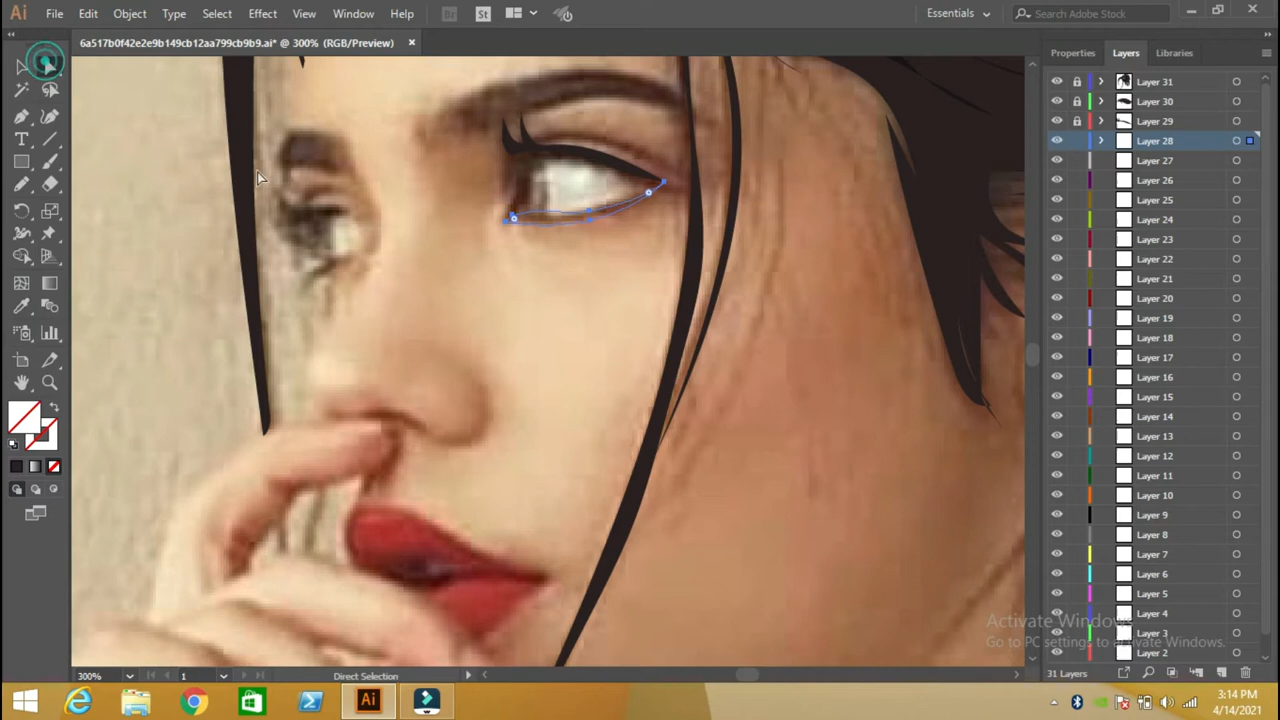 Ai File Edit Object Type Select Effect View Window Help Br St Essentials Search Adobe Stock
6a517b0f42e2e9b149cb12aa799cb9b9.ai* @ 300% (RGB/Preview)
Properties Layers Libraries
Layer 31
Layer 30
Layer 29
Layer 28
Layer 27
Layer 26
Layer 25
Layer 24
Layer 23
Layer 22
Layer 21
Layer 20
Layer 19
Layer 18
Layer 17
Layer 16
Layer 15
Layer 14
Layer 13
Layer 12
Layer 11
Layer 10
Layer 9
Layer 8
Layer 7
Layer 6
Layer 5
Layer 4
Layer 3
Layer 2
Activate Windows
Go to PC settings to activate Windows.
300% 1 Direct Selection 31 Layers
Ai
3:14 PM
4/14/2021